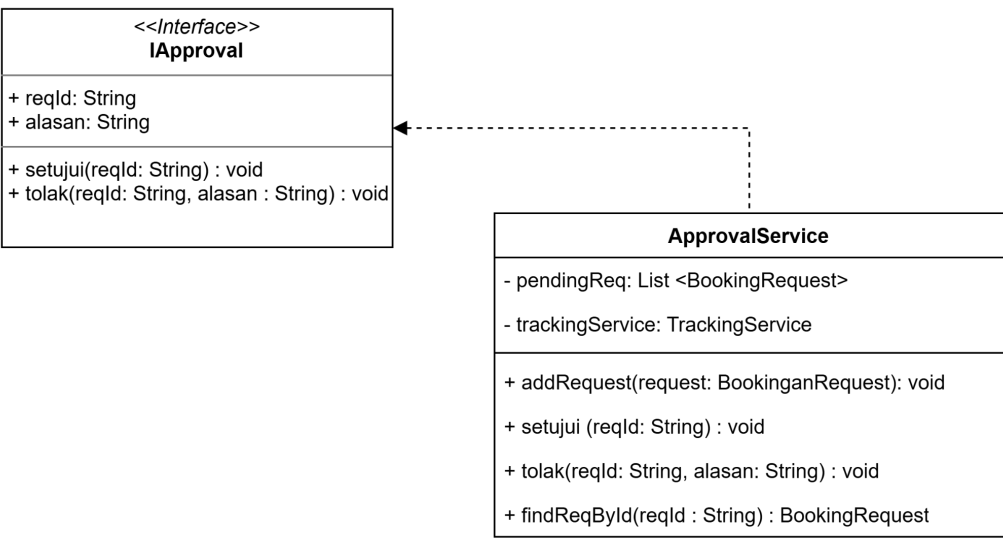 <<Interface>>
IApproval
+ reqId: String
+ alasan: String
+ setujui(reqId: String) : void
+ tolak(reqId: String, alasan : String) : void
ApprovalService
- pendingReq: List <BookingRequest>
- trackingService: TrackingService
+ addRequest(request: BookinganRequest): void
+ setujui (reqId: String) : void
+ tolak(reqId: String, alasan: String) : void
+ findReqById(reqId : String) : BookingRequest